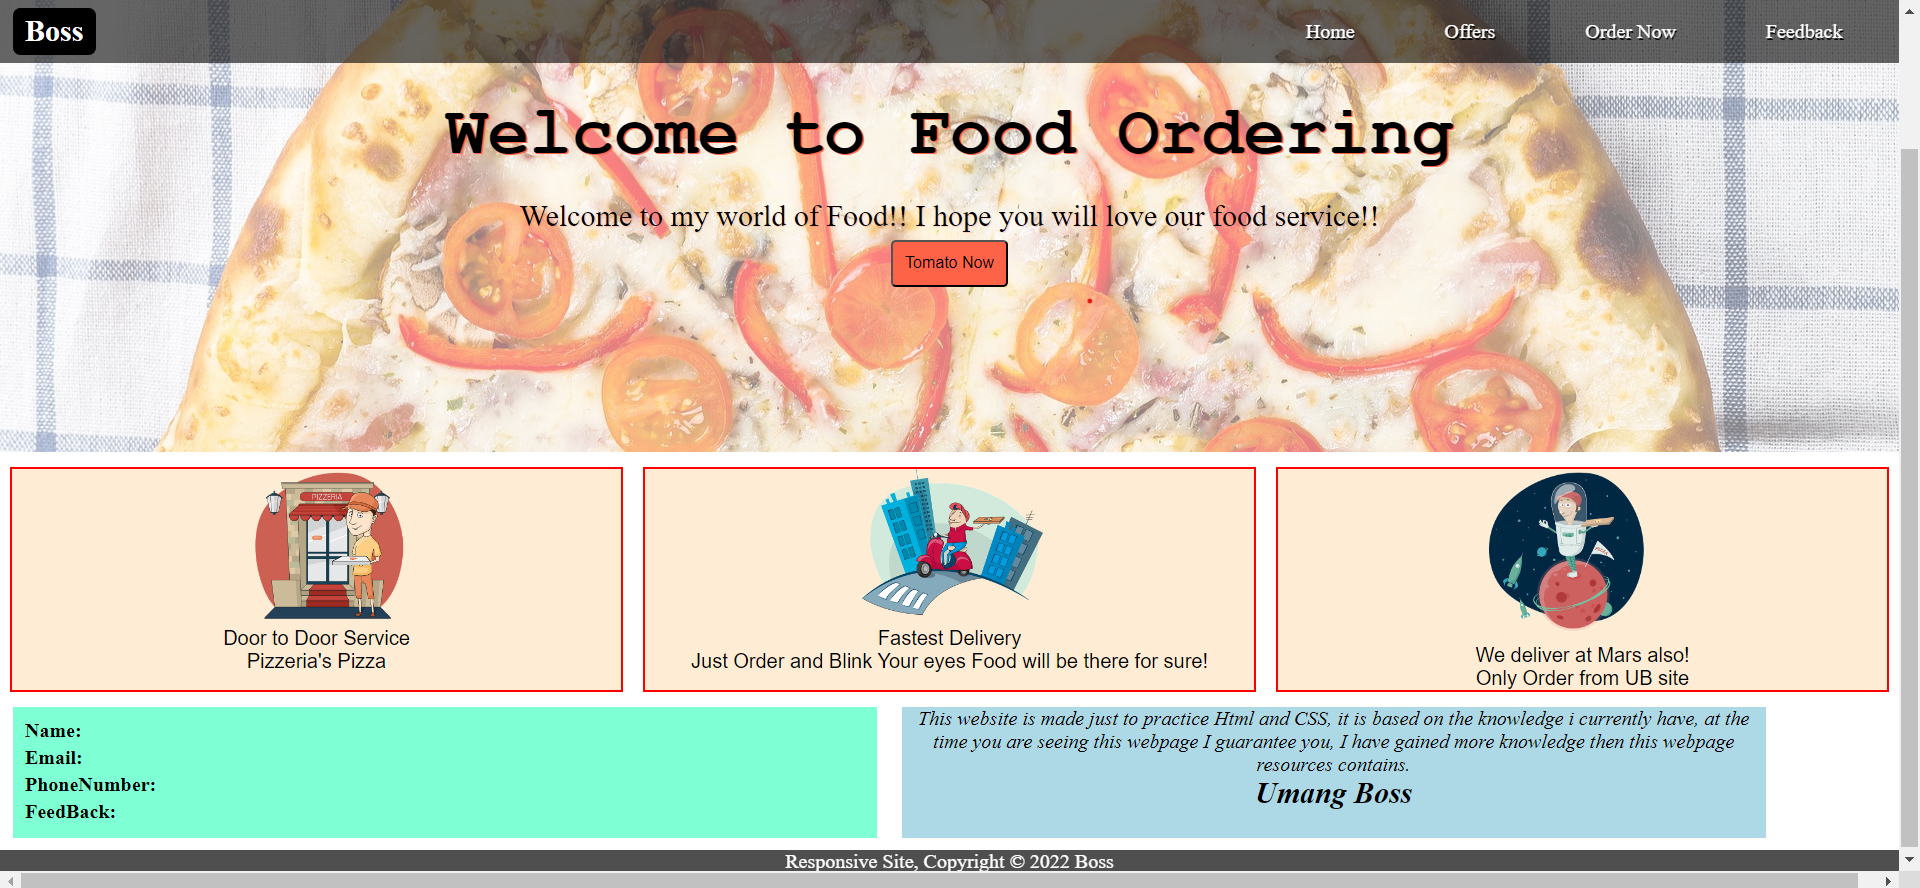 Boss
Home
Offers
Order Now
Feedback
Welcome to Food Ordering
Welcome to my world of Food!! I hope you will love our food service!!
Tomato Now
PIZZERIA
Door to Door Service
Pizzeria's Pizza
Fastest Delivery
Just Order and Blink Your eyes Food will be there for sure!
PIZZA
We deliver at Mars also!
Only Order from UB site
Name:
Email:
PhoneNumber:
FeedBack:
This website is made just to practice Html and CSS, it is based on the knowledge i currently have, at the
time you are seeing this webpage I guarantee you, I have gained more knowledge then this webpage
resources contains.
Umang Boss
Responsive Site, Copyright © 2022 Boss